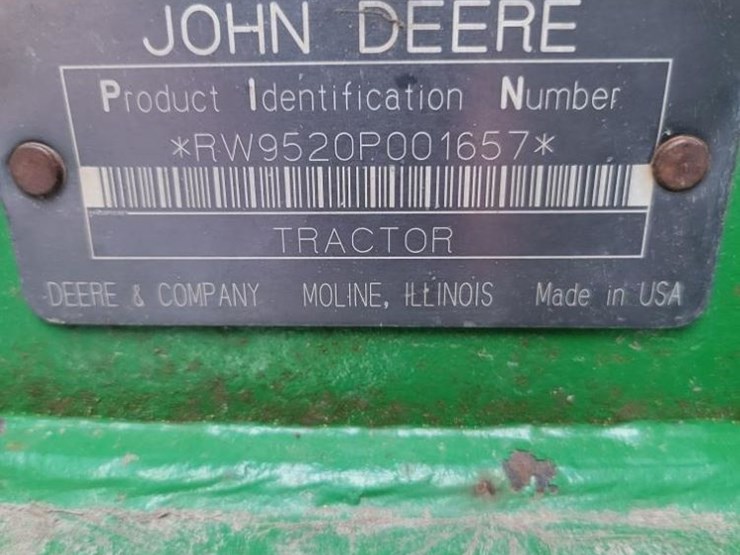 JOHN DEERE
Product Identification Number
*RW9520P001657*
TRACTOR
DEERE & COMPANY MOLINE, ILLINOIS Made in USA